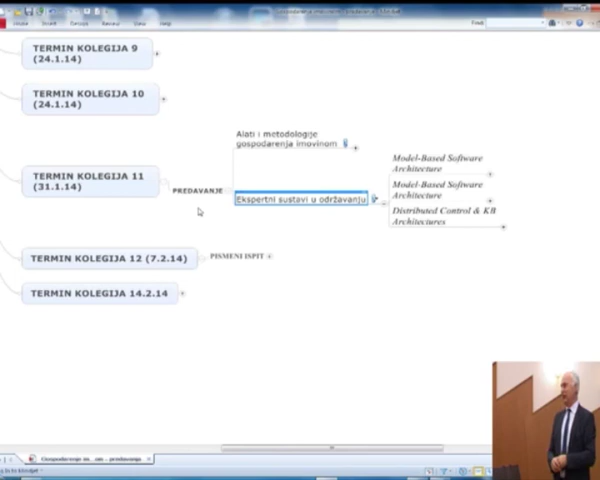 TERMIN KOLEGIJA 9
(24.1.14)
TERMIN KOLEGIJA 10
(24.1.14)
TERMIN KOLEGIJA 11
(31.1.14)
PREDAVANJE
Alati i metodologije
gospodarenja imovinom
Ekspertni sustavi u održavanju
Model-Based Software
Architecture
Model-Based Software
Architecture
Distributed Control & KB
Architectures
TERMIN KOLEGIJA 12 (7.2.14)
PISMENI ISPIT
TERMIN KOLEGIJA 14.2.14